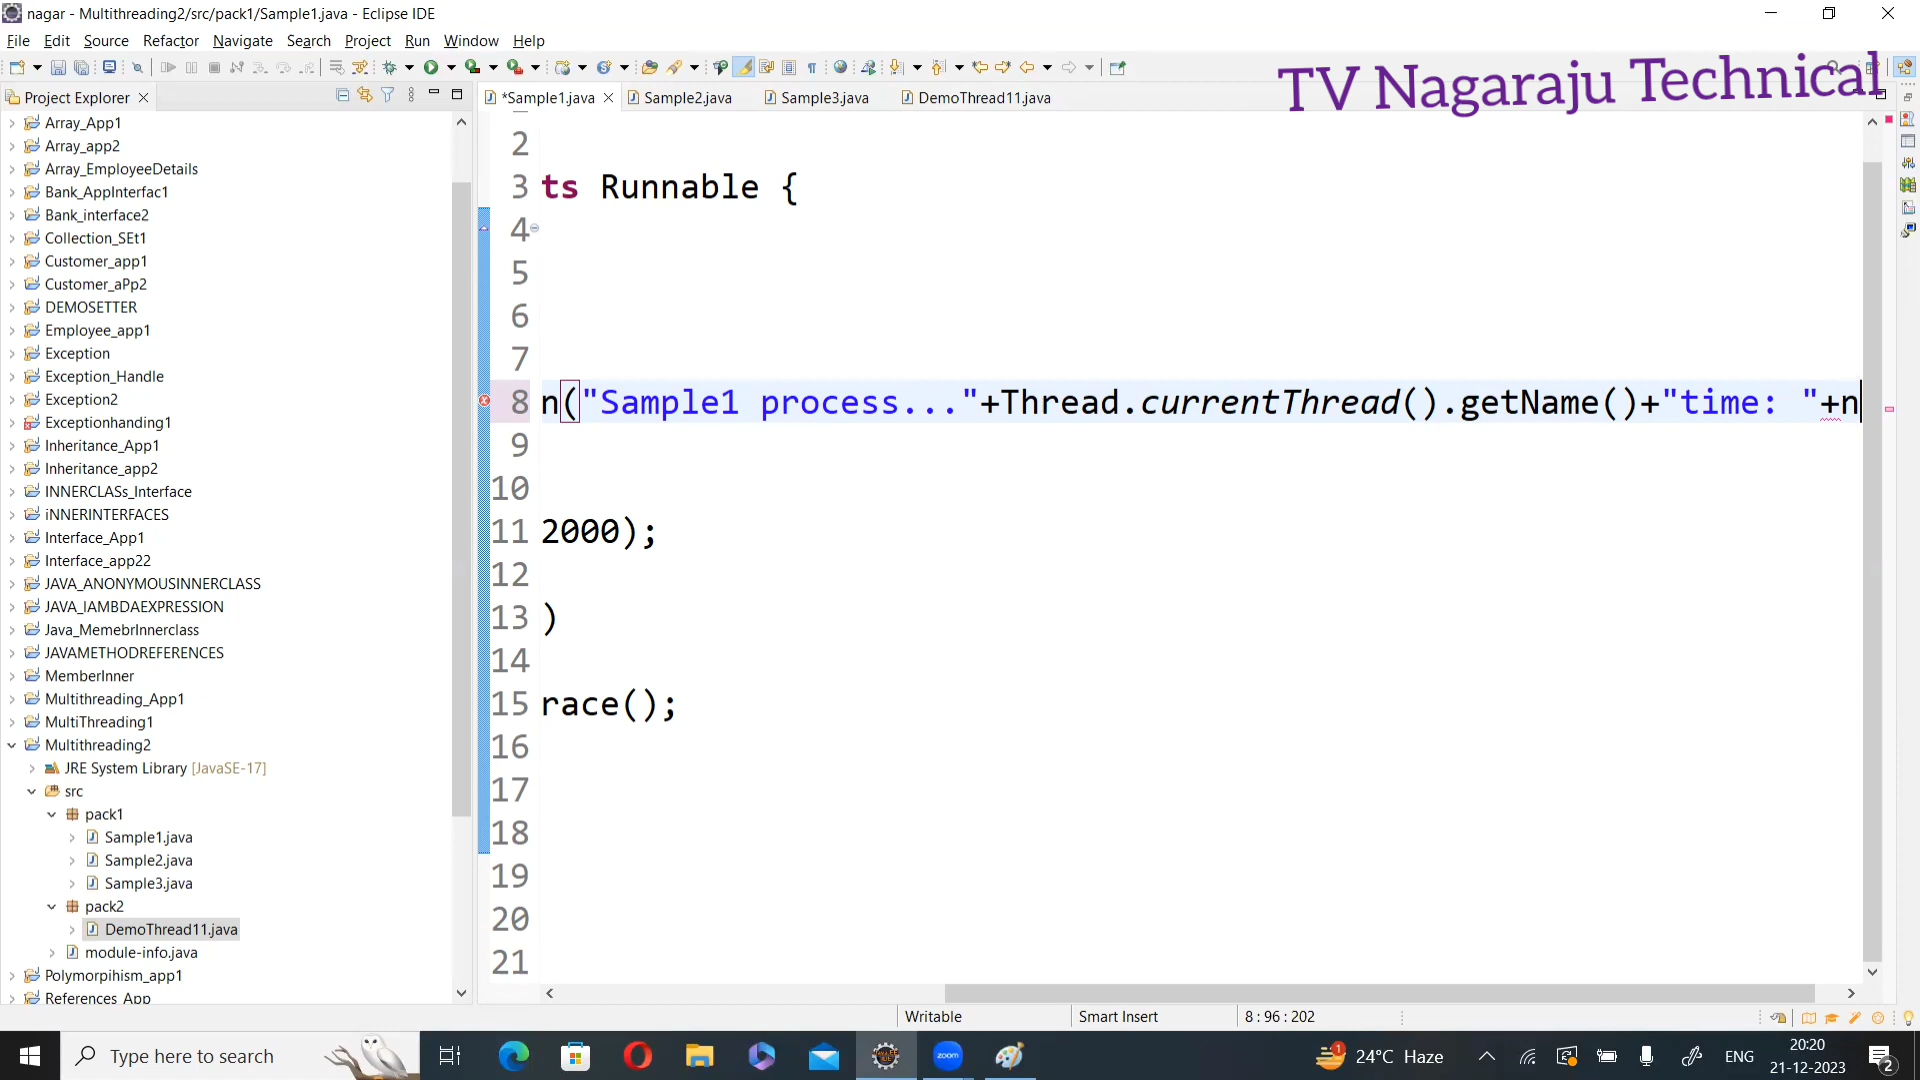 nagar - Multithreading2/src/pack1/Sample1.java - Eclipse IDE
File Edit Source Refactor Navigate Search Project Run Window Help
TV Nagaraju Technical
Project Explorer
*Sample1.java Sample2.java Sample3.java DemoThread11.java
Array_App1
Array_app2
Array_EmployeeDetails
Bank_AppInterfac1
Bank_interface2
Collection_SEt1
Customer_app1
Customer_aPp2
DEMOSETTER
Employee_app1
Exception
Exception_Handle
Exception2
Exceptionhanding1
Inheritance_App1
Inheritance_app2
INNERCLASs_Interface
iNNERINTERFACES
Interface_App1
Interface_app22
JAVA_ANONYMOUSINNERCLASS
JAVA_lAMBDAEXPRESSION
Java_MemebrInnerclass
JAVAMETHODREFERENCES
MemberInner
Multithreading_App1
MultiThreading1
Multithreading2
JRE System Library [JavaSE-17]
src
pack1
Sample1.java
Sample2.java
Sample3.java
pack2
DemoThread11.java
module-info.java
Polymorpihism_app1
References_App
2
3 ts Runnable {
4
5
6
7
8 n("Sample1 process..."+Thread.currentThread().getName()+"time: "+n
9
10
11 2000);
12
13 )
14
15 race();
16
17
18
19
20
21
Writable Smart Insert 8 : 96 : 202
Type here to search
zoom
1 24°C Haze ENG 20:20
21-12-2023
2